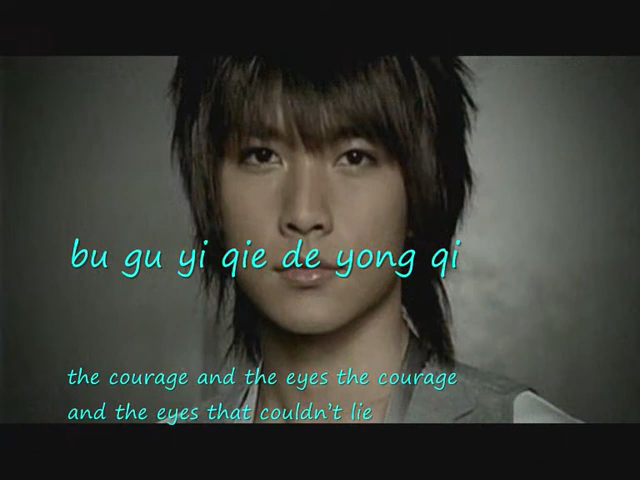 bu gu yi qie de yong qi
the courage and the eyes the courage
and the eyes that couldn't lie